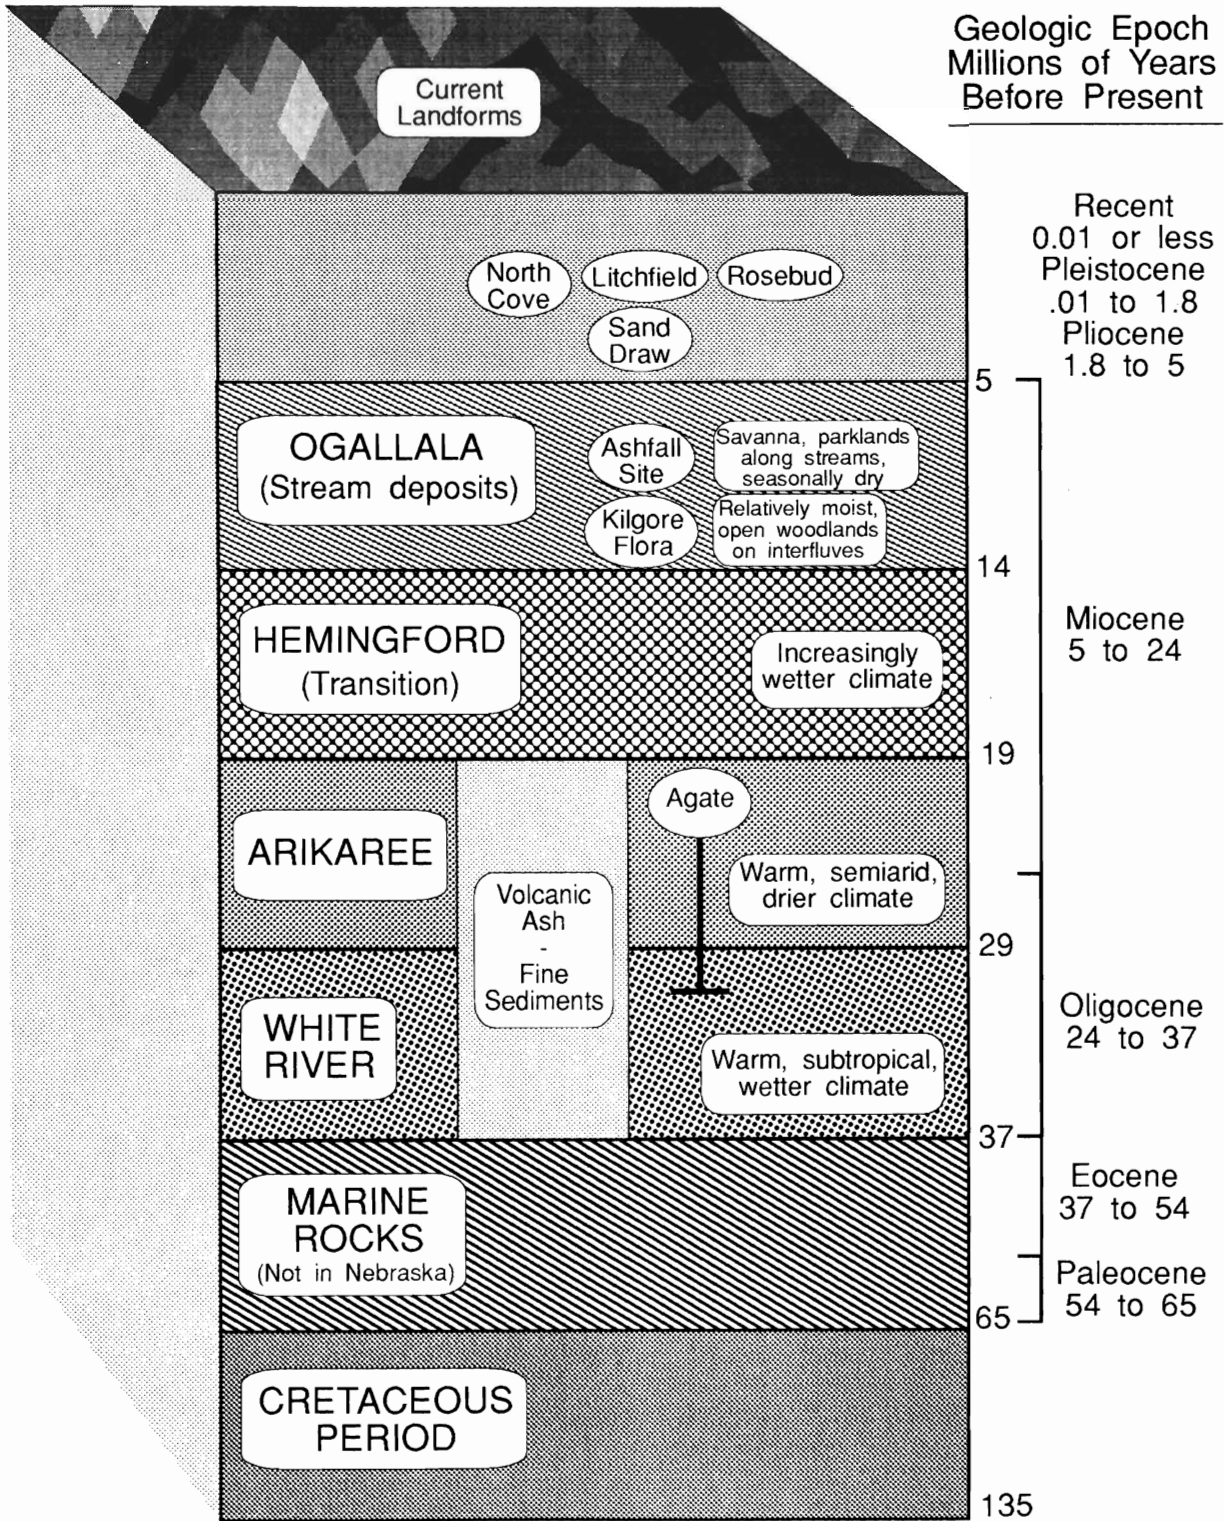 Geologic Epoch
Millions of Years
Before Present
Current
Landforms
Recent
0.01 or less
Pleistocene
.01 to 1.8
Pliocene
1.8 to 5
North
Cove
Litchfield
Rosebud
Sand
Draw
5
OGALLALA
(Stream deposits)
Ashfall
Site
Savanna, parklands
along streams,
seasonally dry
Kilgore
Flora
Relatively moist,
open woodlands
on interfluves
14
HEMINGFORD
(Transition)
Increasingly
wetter climate
Miocene
5 to 24
19
ARIKAREE
Agate
Warm, semiarid,
drier climate
Volcanic
Ash
-
Fine
Sediments
29
WHITE
RIVER
Warm, subtropical,
wetter climate
Oligocene
24 to 37
37
MARINE
ROCKS
(Not in Nebraska)
Eocene
37 to 54
Paleocene
54 to 65
65
CRETACEOUS
PERIOD
135